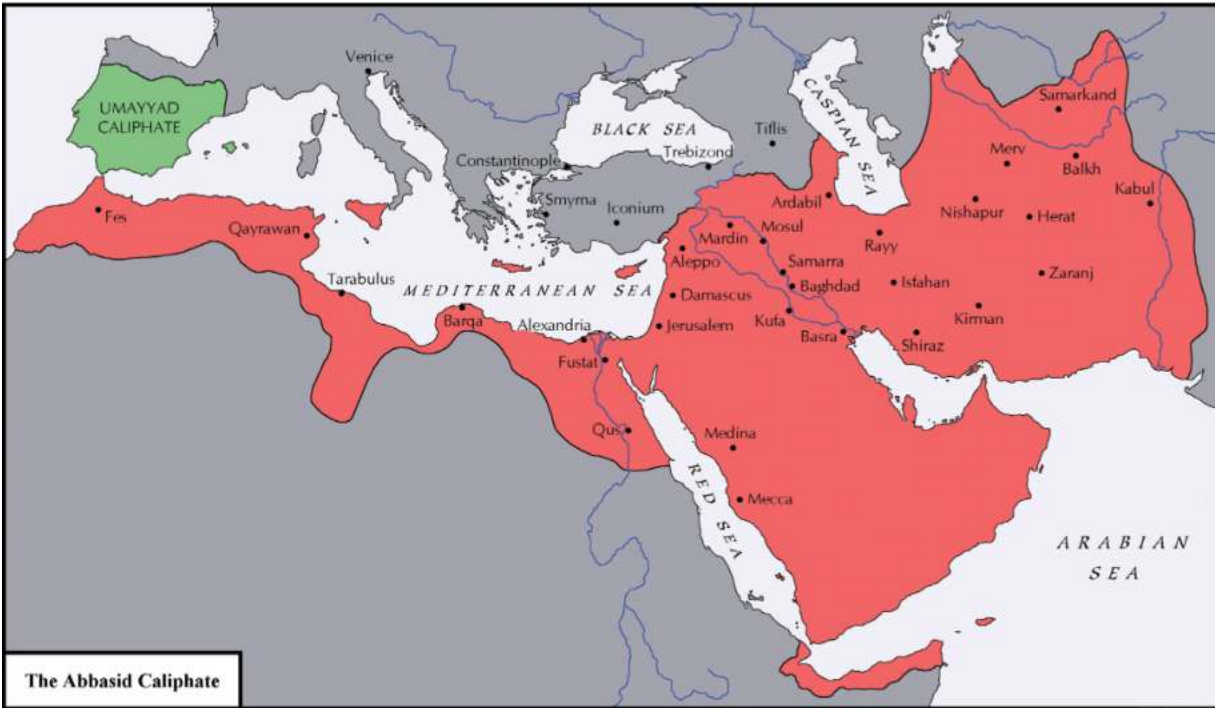 Venice
UMAYYAD
CALIPHATE
CASPIAN SEA
Samarkand
BLACK SEA
Tiflis
Constantinople
Trebizond
Merv
Balkh
Ardabil
Kabul
Fes
Smyrna
Iconium
Nishapur
Herat
Qayrawan
Mardin
Mosul
Rayy
Aleppo
Samarra
Zaranj
Tarabulus
MEDITERRANEAN SEA
Baghdad
Isfahan
Damascus
Barqa
Alexandria
Jerusalem
Kufa
Basra
Kirman
Shiraz
Fustat
Qus
Medina
RED SEA
Mecca
ARABIAN
SEA
The Abbasid Caliphate